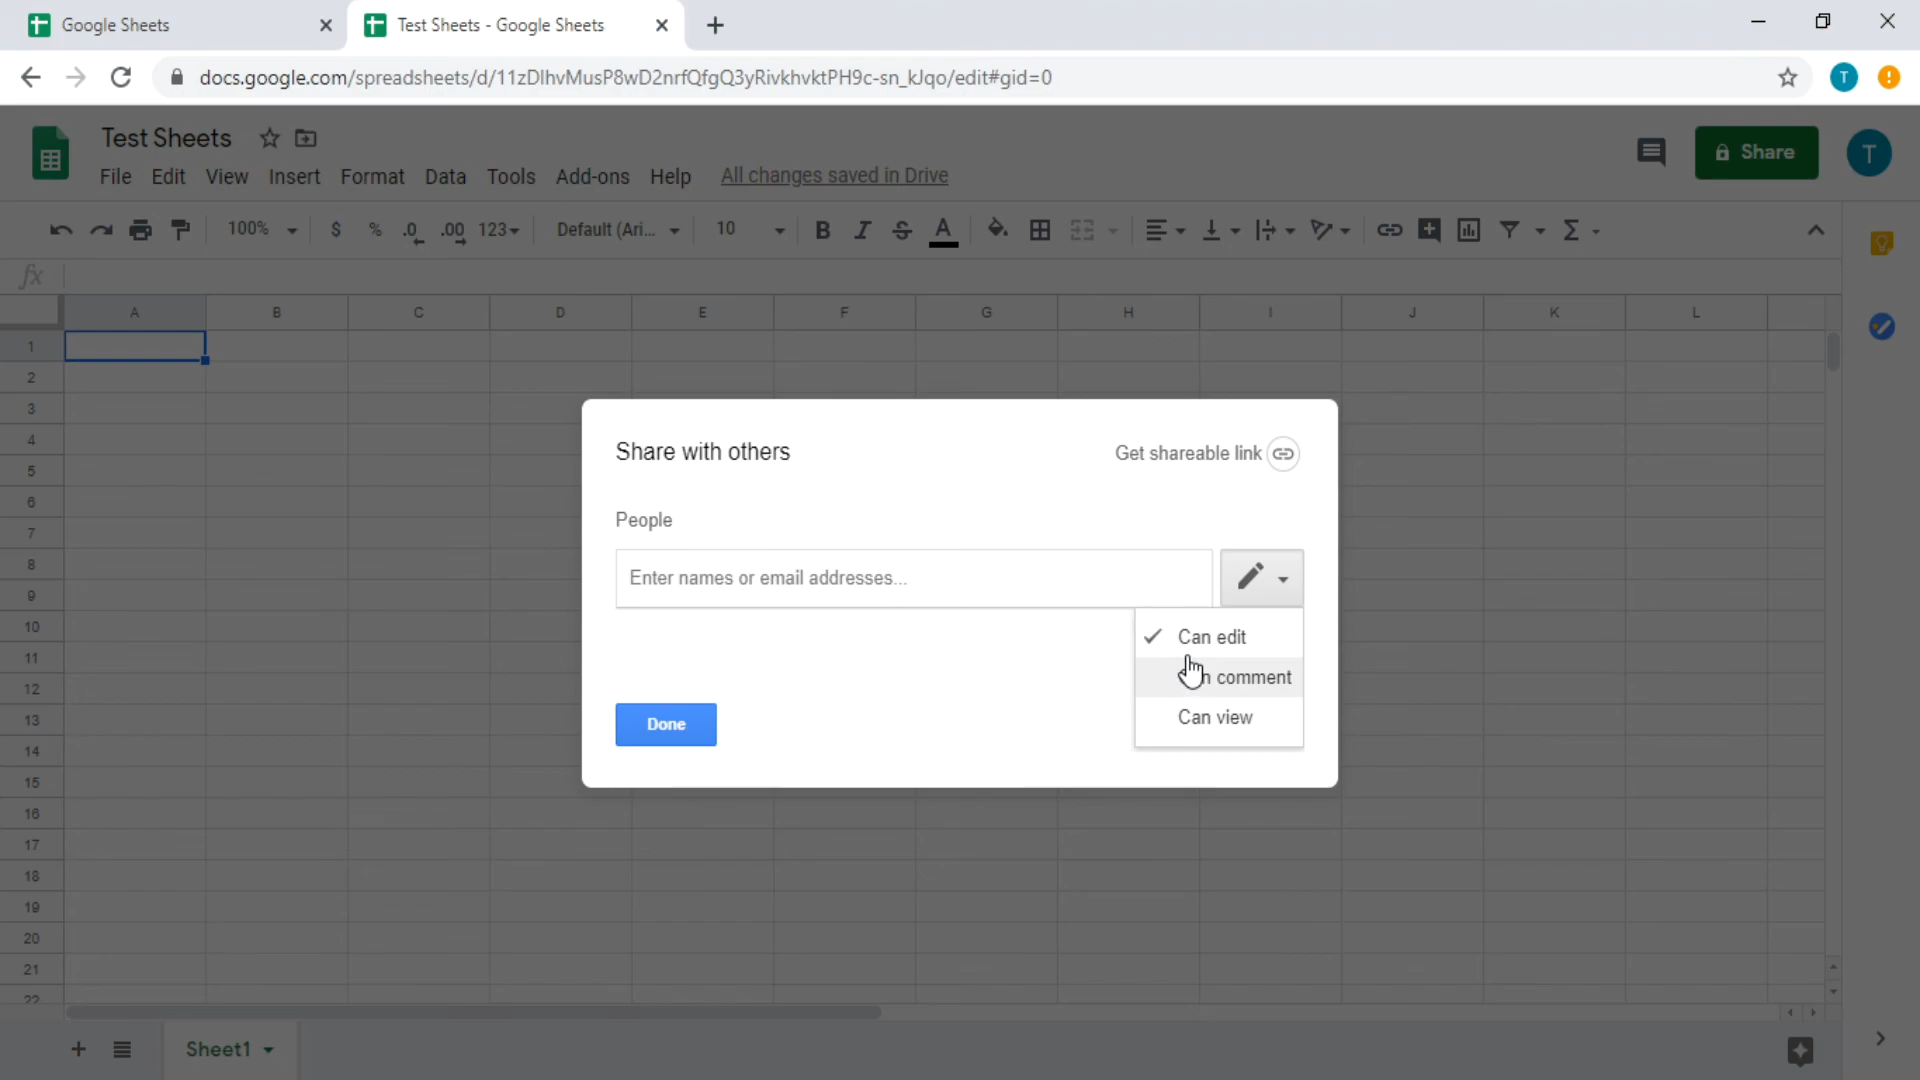 Google Sheets
Test Sheets - Google Sheets
docs.google.com/spreadsheets/d/11zDlhvMusP8wD2nrfQfgQ3yRivkhvktPH9c-sn_kJqo/edit#gid=0
T
Test Sheets
File Edit View Insert Format Data Tools Add-ons Help All changes saved in Drive
Share
T
100% $ % .0 .00 123 Default (Ari... 10 B I S A Σ
fx
A B C D E F G H I J K L
1
2
3
4
5
6
7
8
9
10
11
12
13
14
15
16
17
18
19
20
21
22
Share with others
Get shareable link
People
Enter names or email addresses...
Can edit
n comment
Can view
Done
Sheet1